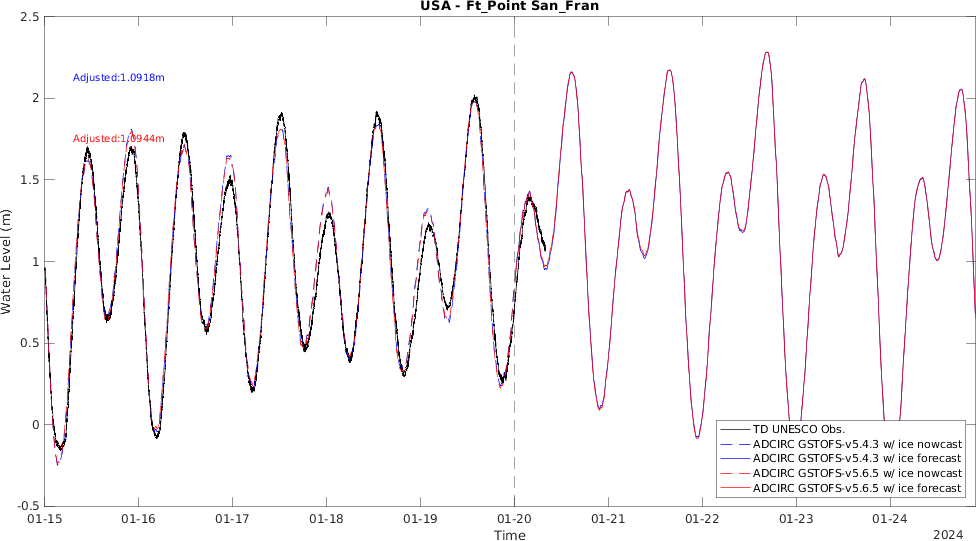 USA - Ft_Point San_Fran
2.5
2
1.5
1
0.5
0
-0.5
Water Level (m)
Adjusted:1.0918m
Adjusted:1.0944m
TD UNESCO Obs.
ADCIRC GSTOFS-v5.4.3 w/ ice nowcast
ADCIRC GSTOFS-v5.4.3 w/ ice forecast
ADCIRC GSTOFS-v5.6.5 w/ ice nowcast
ADCIRC GSTOFS-v5.6.5 w/ ice forecast
01-15 01-16 01-17 01-18 01-19 01-20 01-21 01-22 01-23 01-24
Time
2024